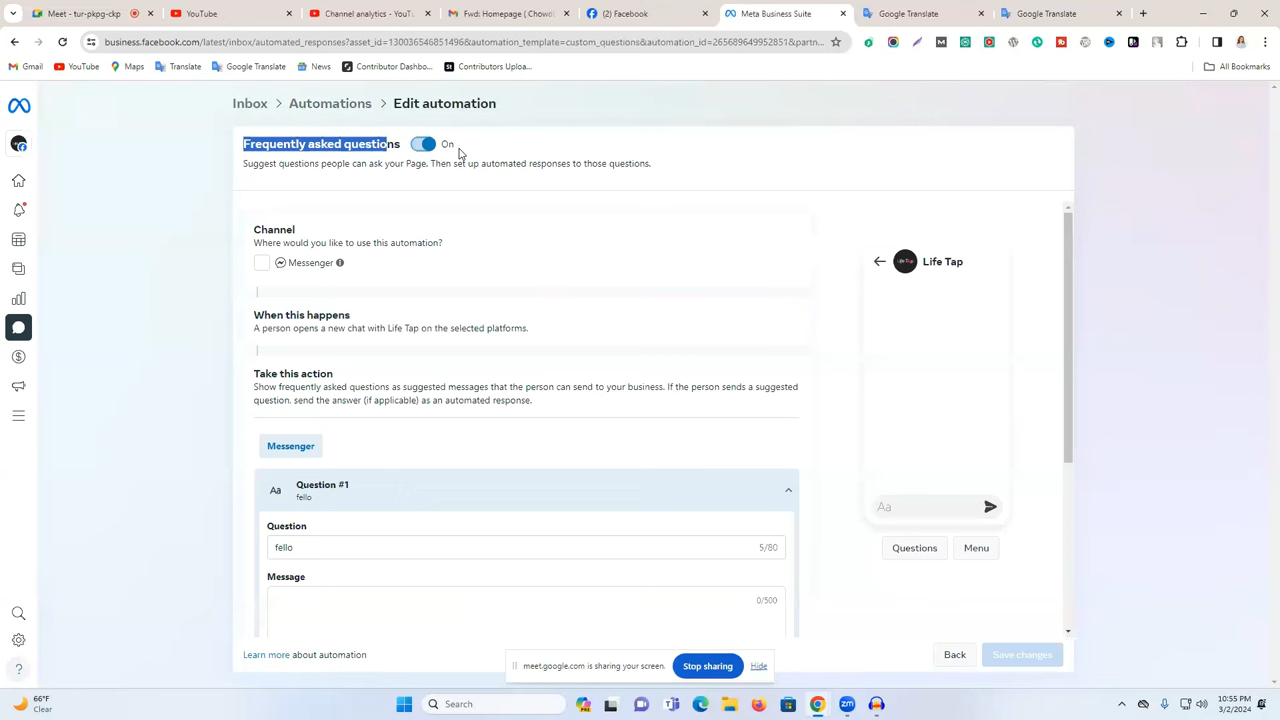 Meet - tur-ppxg-cgt
YouTube
Channel analytics - YouTu
Fwd: Homepage ( Chowd
(2) Facebook
Meta Business Suite
Google Translate
Google Translate
business.facebook.com/latest/inbox/automated_responses?asset_id=130036546851496&automation_template=custom_questions&automation_id=265689649952851&partn...
Gmail
YouTube
Maps
Translate
Google Translate
News
Contributor Dashbo...
Contributors Uploa...
All Bookmarks
Inbox > Automations > Edit automation
Frequently asked questions On
Suggest questions people can ask your Page. Then set up automated responses to those questions.
Channel
Where would you like to use this automation?
Messenger
When this happens
A person opens a new chat with Life Tap on the selected platforms.
Take this action
Show frequently asked questions as suggested messages that the person can send to your business. If the person sends a suggested
question. send the answer (if applicable) as an automated response.
Messenger
Aa
Question #1
fello
Question
fello 5/80
Message
0/500
Life Tap
Aa
Questions Menu
Learn more about automation
Back
Save changes
meet.google.com is sharing your screen.
Stop sharing
Hide
66°F
Clear
Search
10:55 PM
3/2/2024